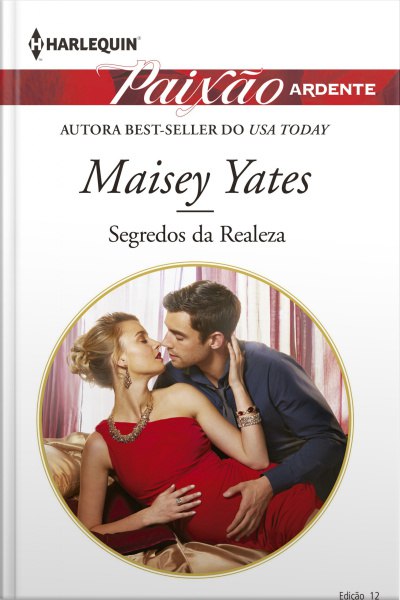 HARLEQUIN
Paixão ARDENTE
AUTORA BEST-SELLER DO USA TODAY
Maisey Yates
Segredos da Realeza
Edição 12